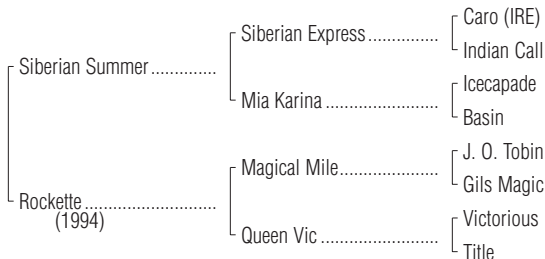 Caro (IRE)
Siberian Express...............
Indian Call
Siberian Summer.............
Icecapade
Mia Karina........................
Basin
J. O. Tobin
Magical Mile.....................
Gils Magic
Rockette...........................
(1994)
Victorious
Queen Vic.........................
Title